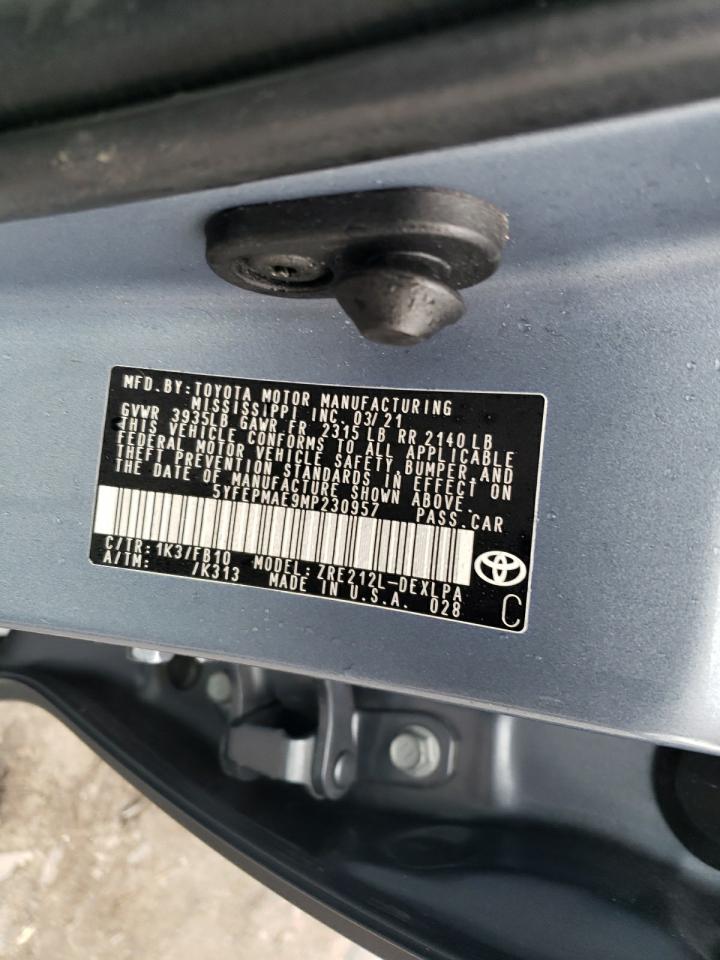 MFD. BY: TOYOTA MOTOR MANUFACTURING
MISSISSIPPI INC. 03/21
GVWR 3935LB GAWR FR 2315 LB RR 2140 LB
THIS VEHICLE CONFORMS TO ALL APPLICABLE
FEDERAL MOTOR VEHICLE SAFETY, BUMPER, AND
THEFT PREVENTION STANDARDS IN EFFECT ON
THE DATE OF MANUFACTURE SHOWN ABOVE.
5YFEPMAE9MP230957 PASS. CAR
C/TR: 1K3/FB10 MODEL: ZRE212L-DEXLPA
A/TM: /K313 MADE IN U.S.A. 028
C